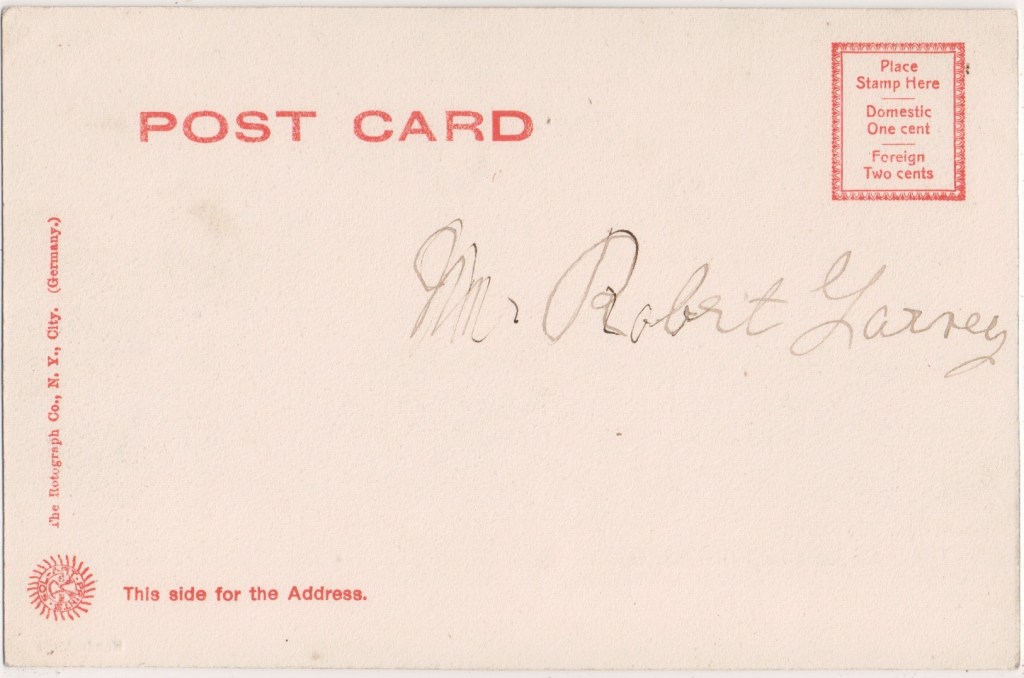 POST CARD
Place
Stamp Here
Domestic
One cent
Foreign
Two cents
Mr Robert Garvey
The Rotograph Co., N. Y., City. (Germany.)
This side for the Address.